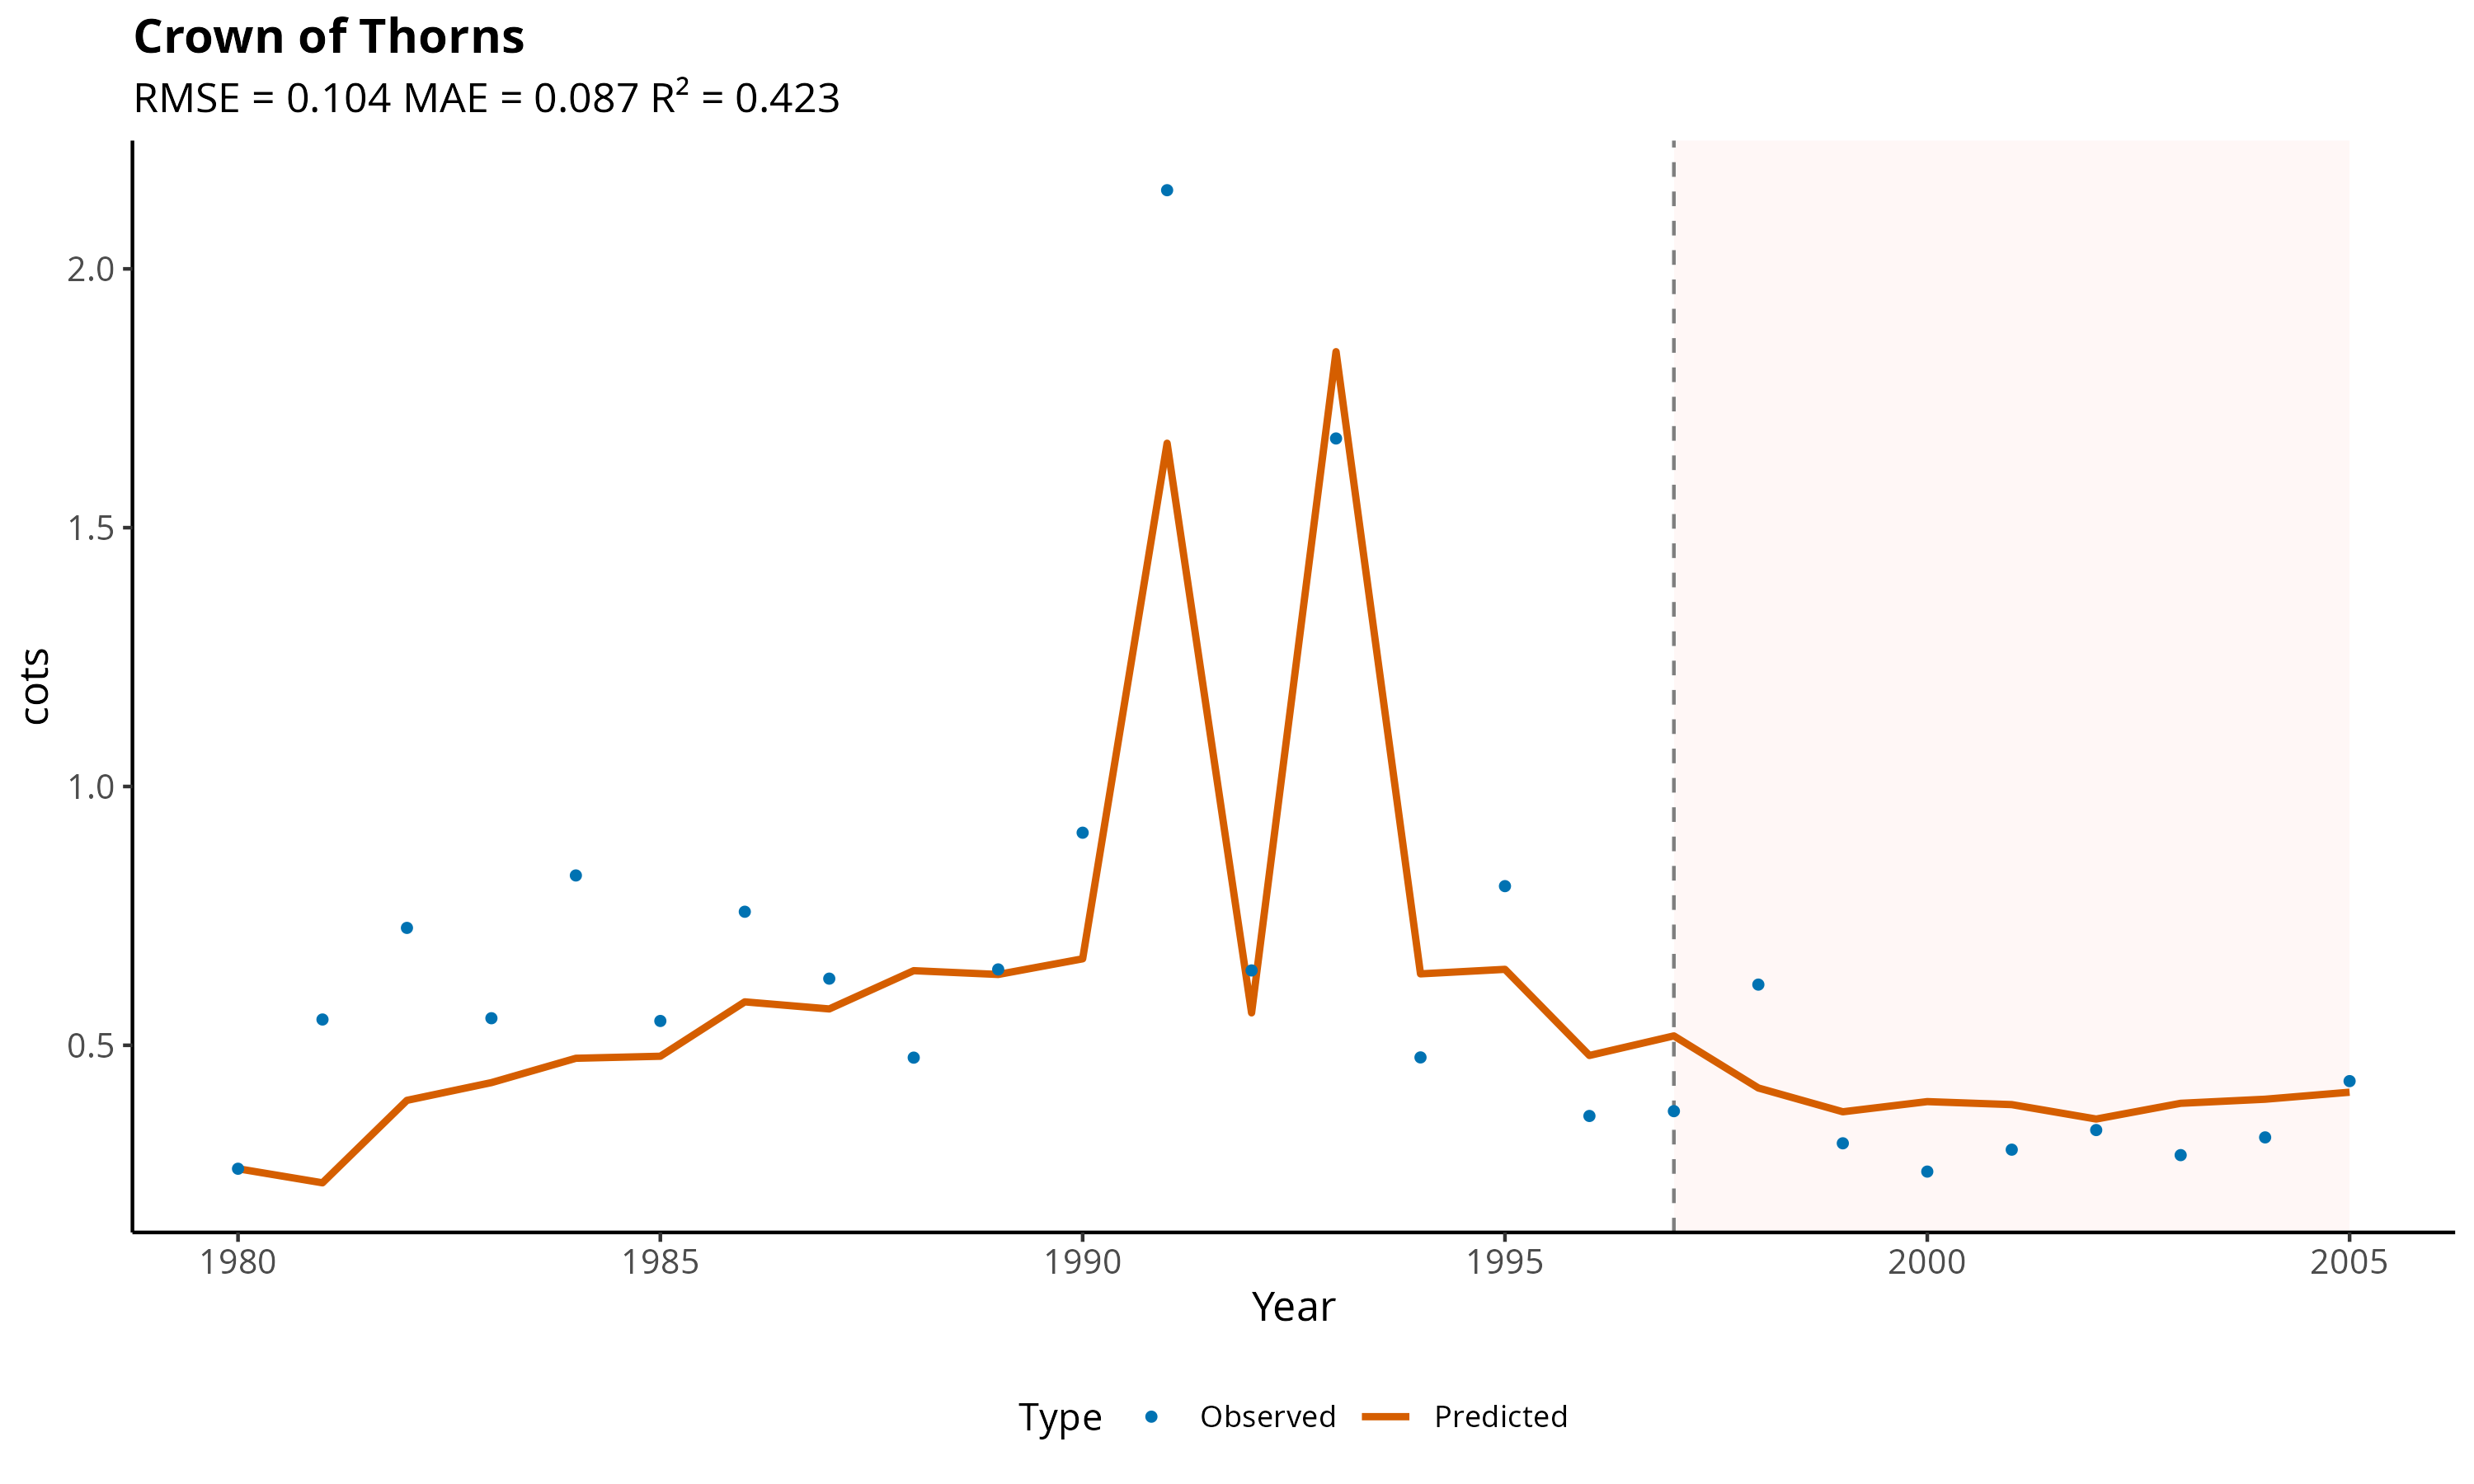 Crown of Thorns
RMSE = 0.104 MAE = 0.087 R² = 0.423
cots
2.0
1.5
1.0
0.5
1980 1985 1990 1995 2000 2005
Year
Type Observed Predicted